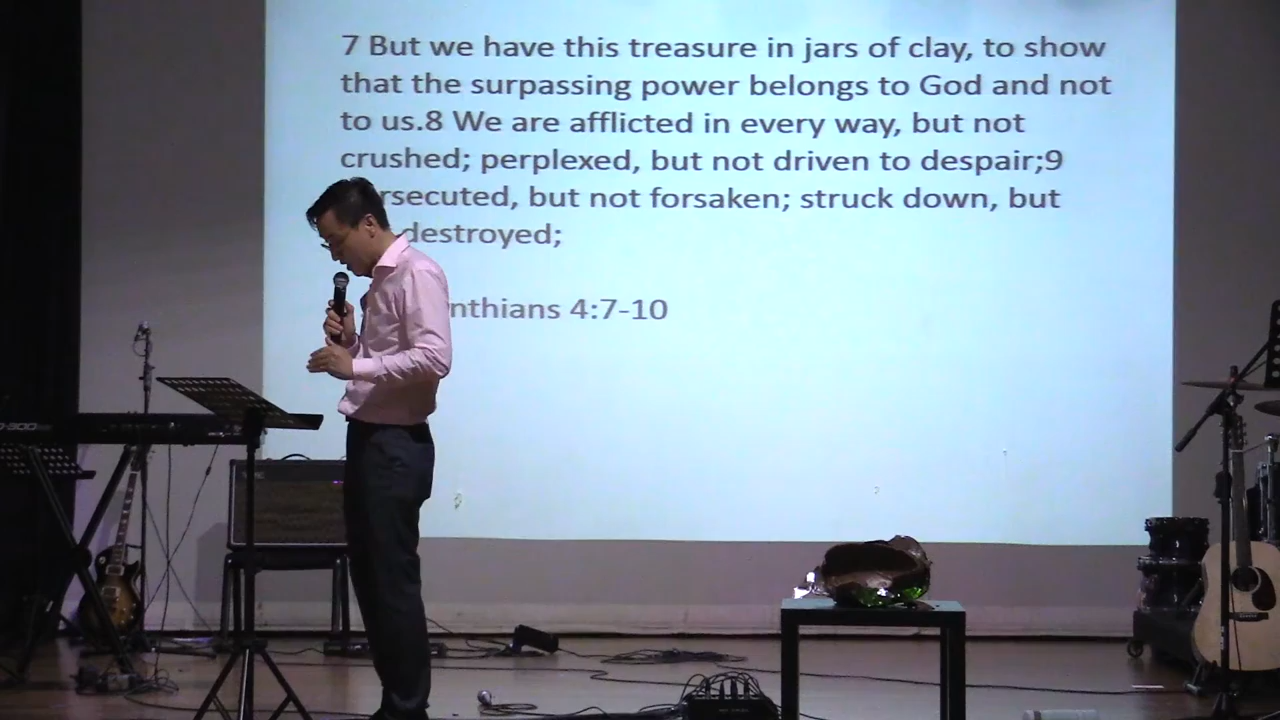 7 But we have this treasure in jars of clay, to show
that the surpassing power belongs to God and not
to us.8 We are afflicted in every way, but not
crushed; perplexed, but not driven to despair;9
rsecuted, but not forsaken; struck down, but
destroyed;
nthians 4:7-10